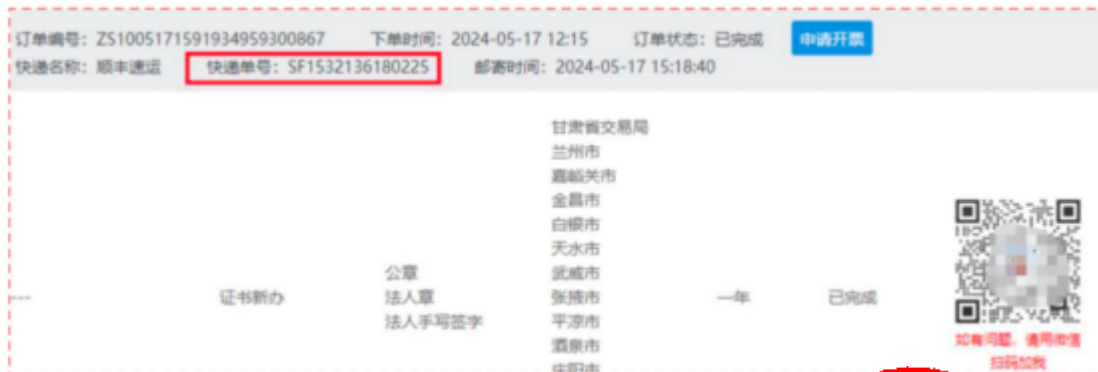 订单编号：ZS1005171591934959300867 下单时间：2024-05-17 12:15 订单状态：已完成 申请开票
快递名称：顺丰速运 快递单号：SF1532136180225 邮寄时间：2024-05-17 15:18:40
甘肃省交易局
兰州市
嘉峪关市
金昌市
白银市
天水市
公章 武威市
--- 证书新办 法人章 张掖市 一年 已完成
法人手写签字 平凉市
酒泉市
庆阳市
如有问题，请用微信
扫码加我